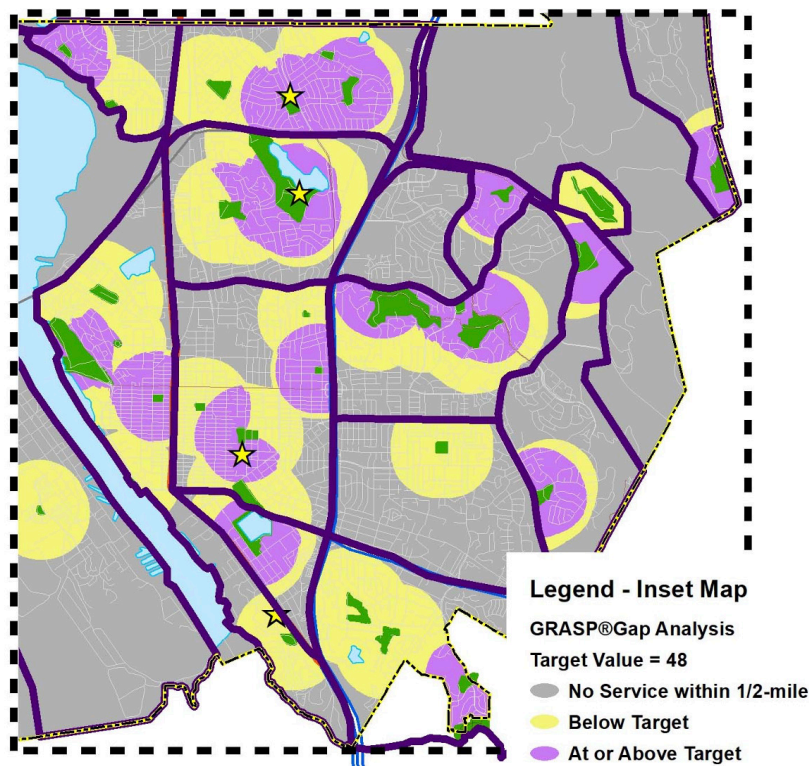 Legend - Inset Map
GRASP®Gap Analysis
Target Value = 48
No Service within 1/2-mile
Below Target
At or Above Target